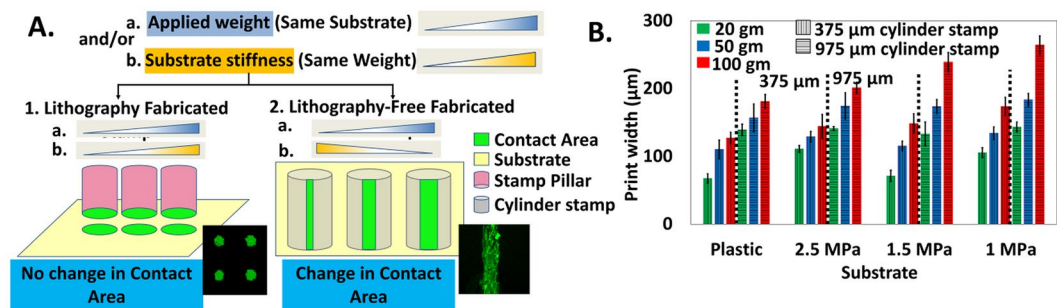 A.
a. Applied weight (Same Substrate)
and/or
b. Substrate stiffness (Same Weight)
1. Lithography Fabricated
a.
b.
2. Lithography-Free Fabricated
a.
b.
Contact Area
Substrate
Stamp Pillar
Cylinder stamp
No change in Contact
Area
Change in Contact
Area
B.
Print width (µm)
300
200
100
0
20 gm
50 gm
100 gm
375 µm cylinder stamp
975 µm cylinder stamp
375 µm
975 µm
Plastic
2.5 MPa
1.5 MPa
1 MPa
Substrate